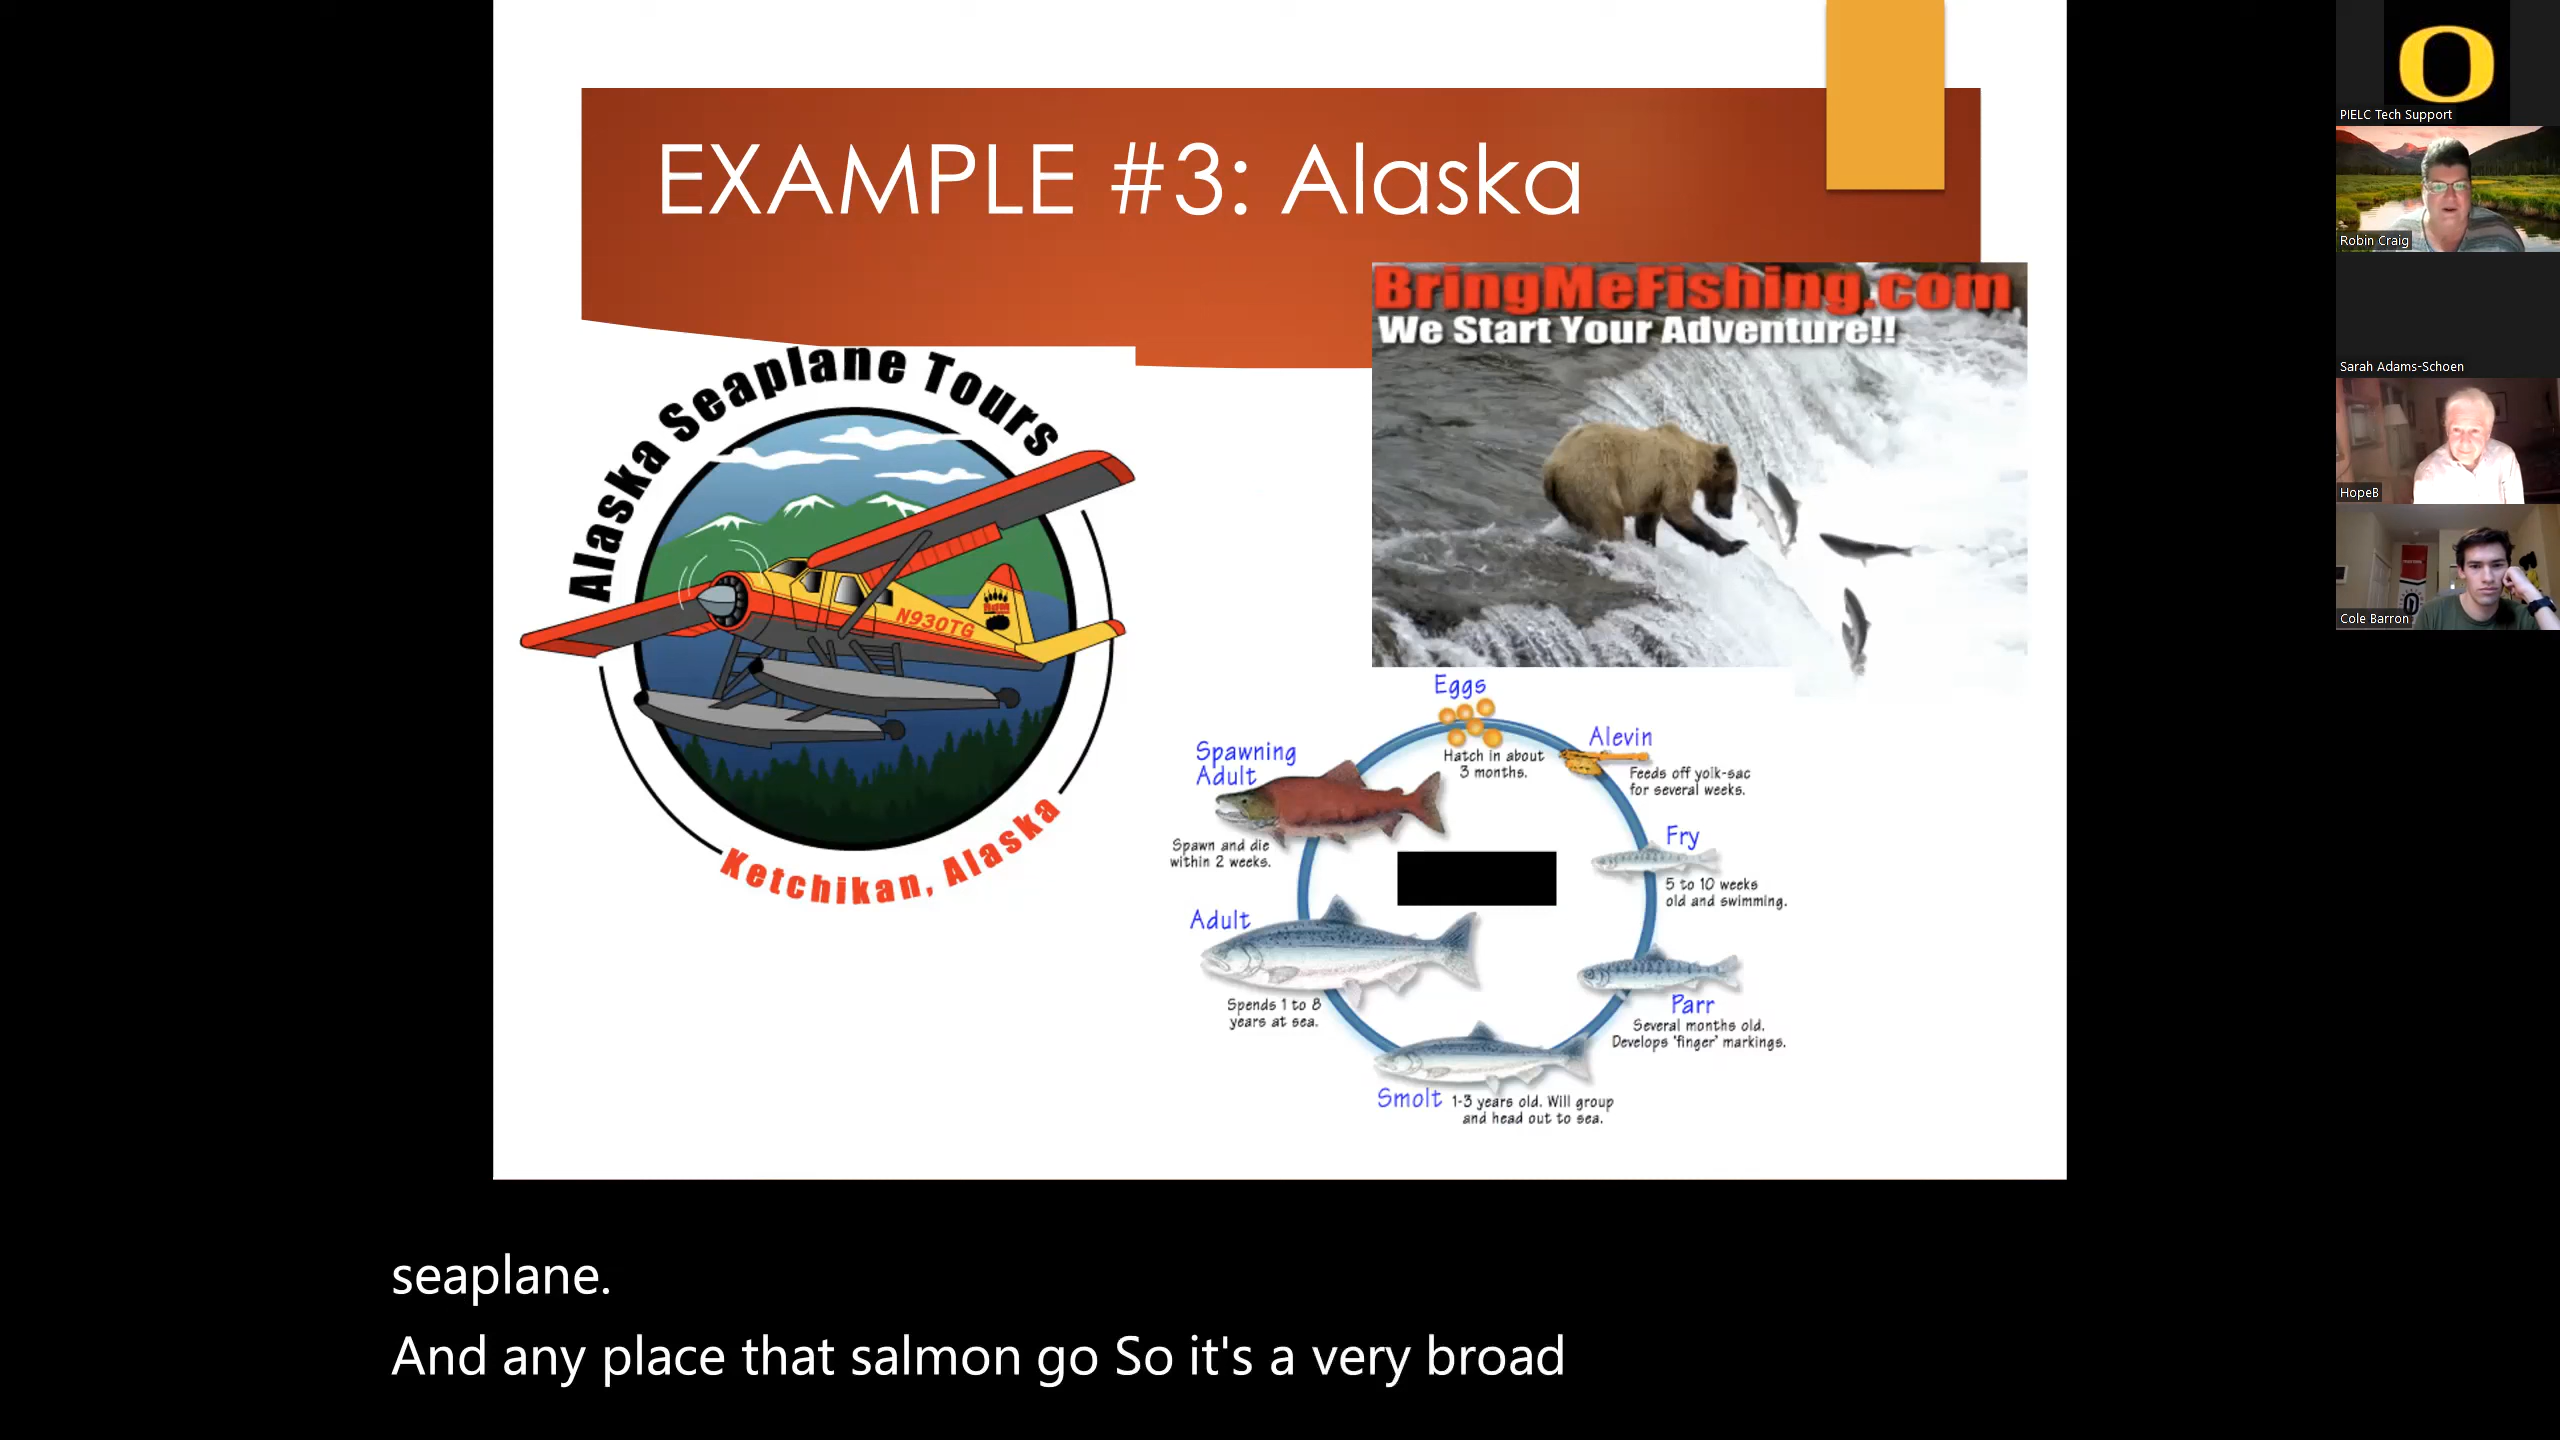 EXAMPLE #3: Alaska
Alaska Seaplane Tours
N930TG
Ketchikan, Alaska
BringMeFishing.com
We Start Your Adventure!!
Eggs
Hatch in about
3 months.
Alevin
Feeds off yolk-sac
for several weeks.
Fry
5 to 10 weeks
old and swimming.
Parr
Several months old.
Develops 'finger' markings.
Smolt
1-3 years old. Will group
and head out to sea.
Adult
Spends 1 to 8
years at sea.
Spawning
Adult
Spawn and die
within 2 weeks.
seaplane.
And any place that salmon go So it's a very broad
O
PIELC Tech Support
Robin Craig
Sarah Adams-Schoen
HopeB
Cole Barron